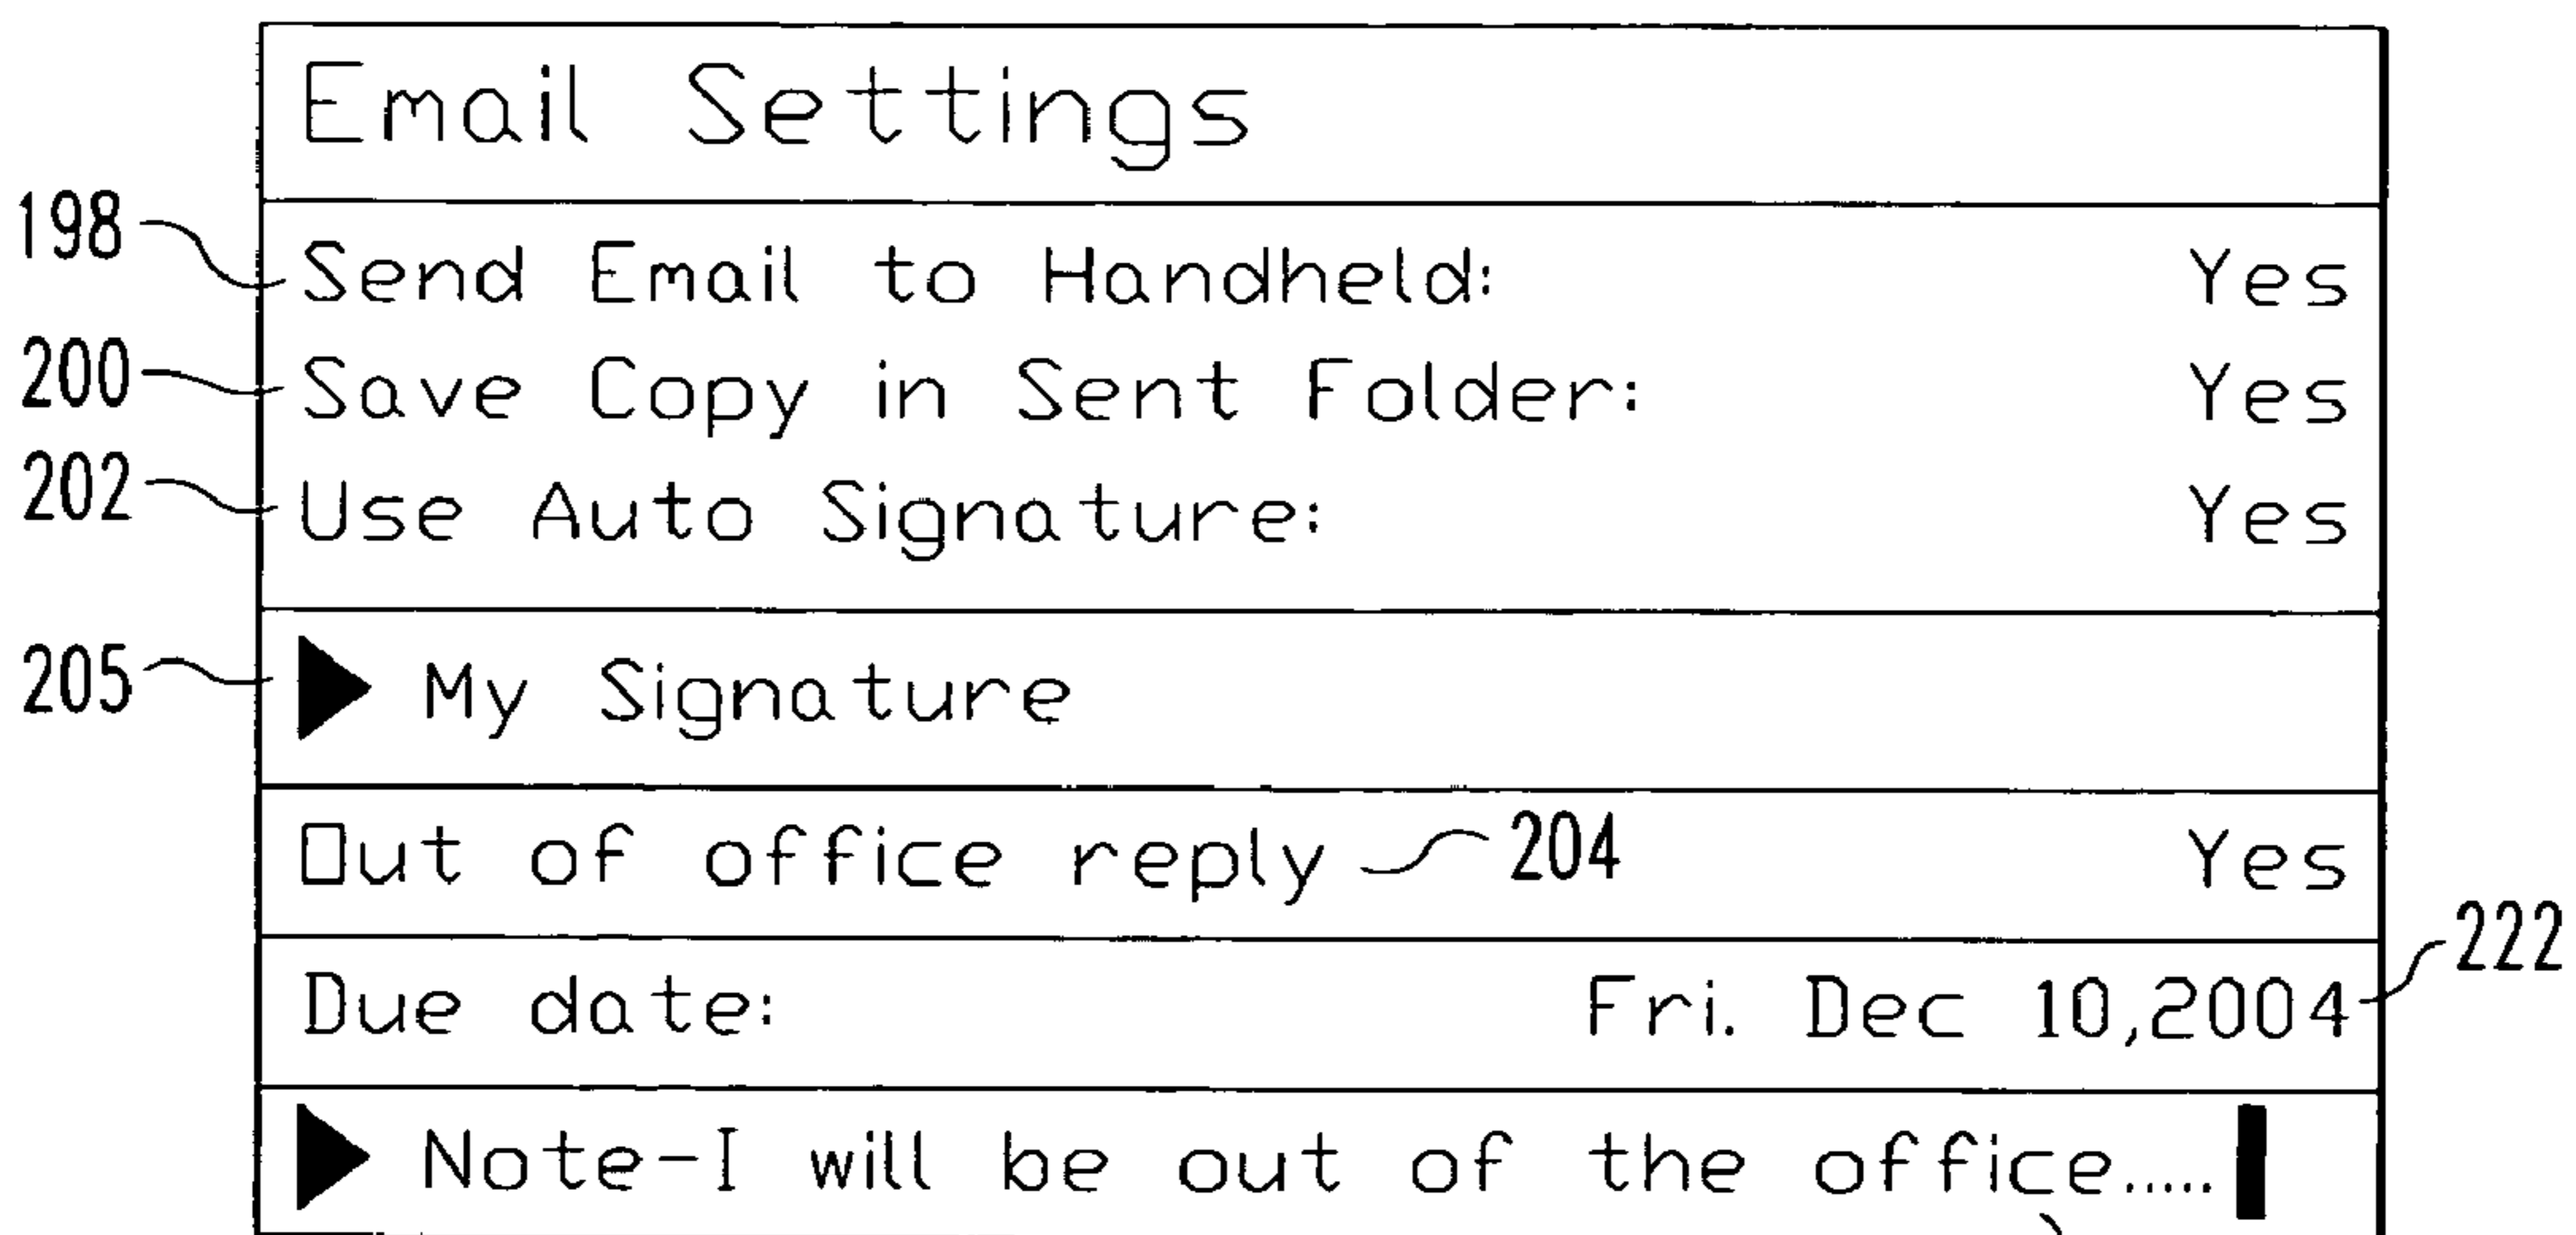 Email Settings
198 Send Email to Handheld: Yes
200 Save Copy in Sent Folder: Yes
202 Use Auto Signature: Yes
205 My Signature
Out of office reply 204 Yes
Due date: Fri. Dec 10,2004 222
Note-I will be out of the office.....